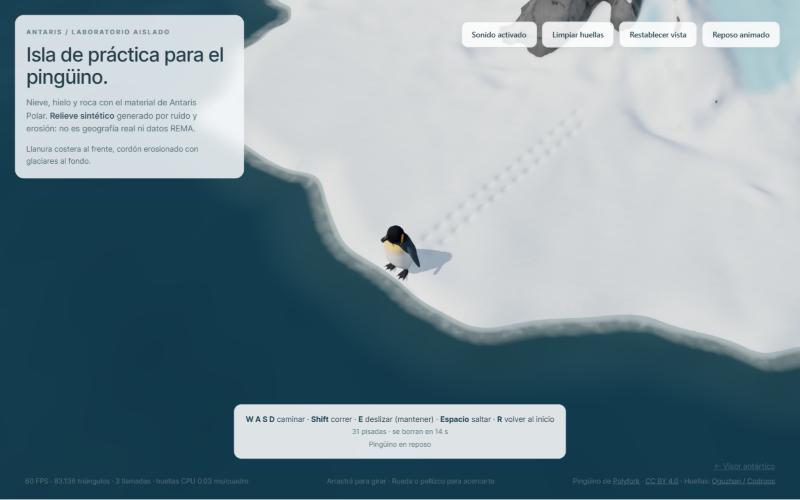 ANTARIS / LABORATORIO AISLADO
Isla de práctica para el
pingüino.
Nieve, hielo y roca con el material de Antaris
Polar. Relieve sintético generado por ruido y
erosión: no es geografía real ni datos REMA.
Llanura costera al frente, cordón erosionado con
glaciares al fondo.
Sonido activado
Limpiar huellas
Restablecer vista
Reposo animado
W A S D caminar · Shift correr · E deslizar (mantener) · Espacio saltar · R volver al inicio
31 pisadas · se borran en 14 s
Pingüino en reposo
← Visor antártico
60 FPS · 83.136 triángulos · 3 llamadas · huellas CPU 0.03 ms/cuadro
Arrastrá para girar · Rueda o pellizco para acercarte
Pingüino de Polyfork · CC BY 4.0 · Huellas: Oguzhan / Codrops